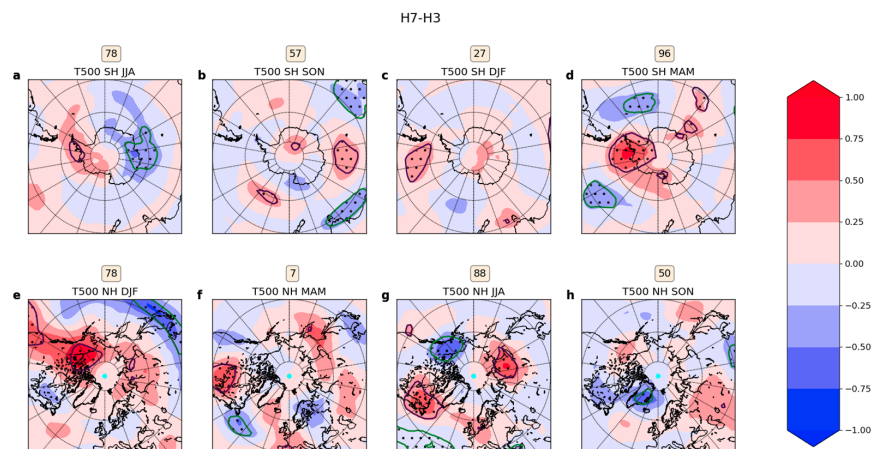 H7-H3
78
57
27
96
a
T500 SH JJA
b
T500 SH SON
c
T500 SH DJF
d
T500 SH MAM
78
7
88
50
e
T500 NH DJF
f
T500 NH MAM
g
T500 NH JJA
h
T500 NH SON
1.00
0.75
0.50
0.25
0.00
−0.25
−0.50
−0.75
−1.00